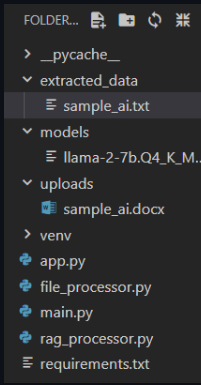 FOLDER...
__pycache__
extracted_data
sample_ai.txt
models
llama-2-7b.Q4_K_M...
uploads
sample_ai.docx
venv
app.py
file_processor.py
main.py
rag_processor.py
requirements.txt